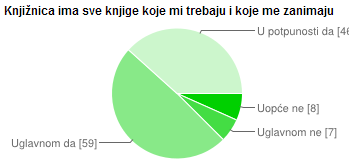 Knjižnica ima sve knjige koje mi trebaju i koje me zanimaju
U potpunosti da [46
Uopće ne [8]
Uglavnom ne [7]
Uglavnom da [59]